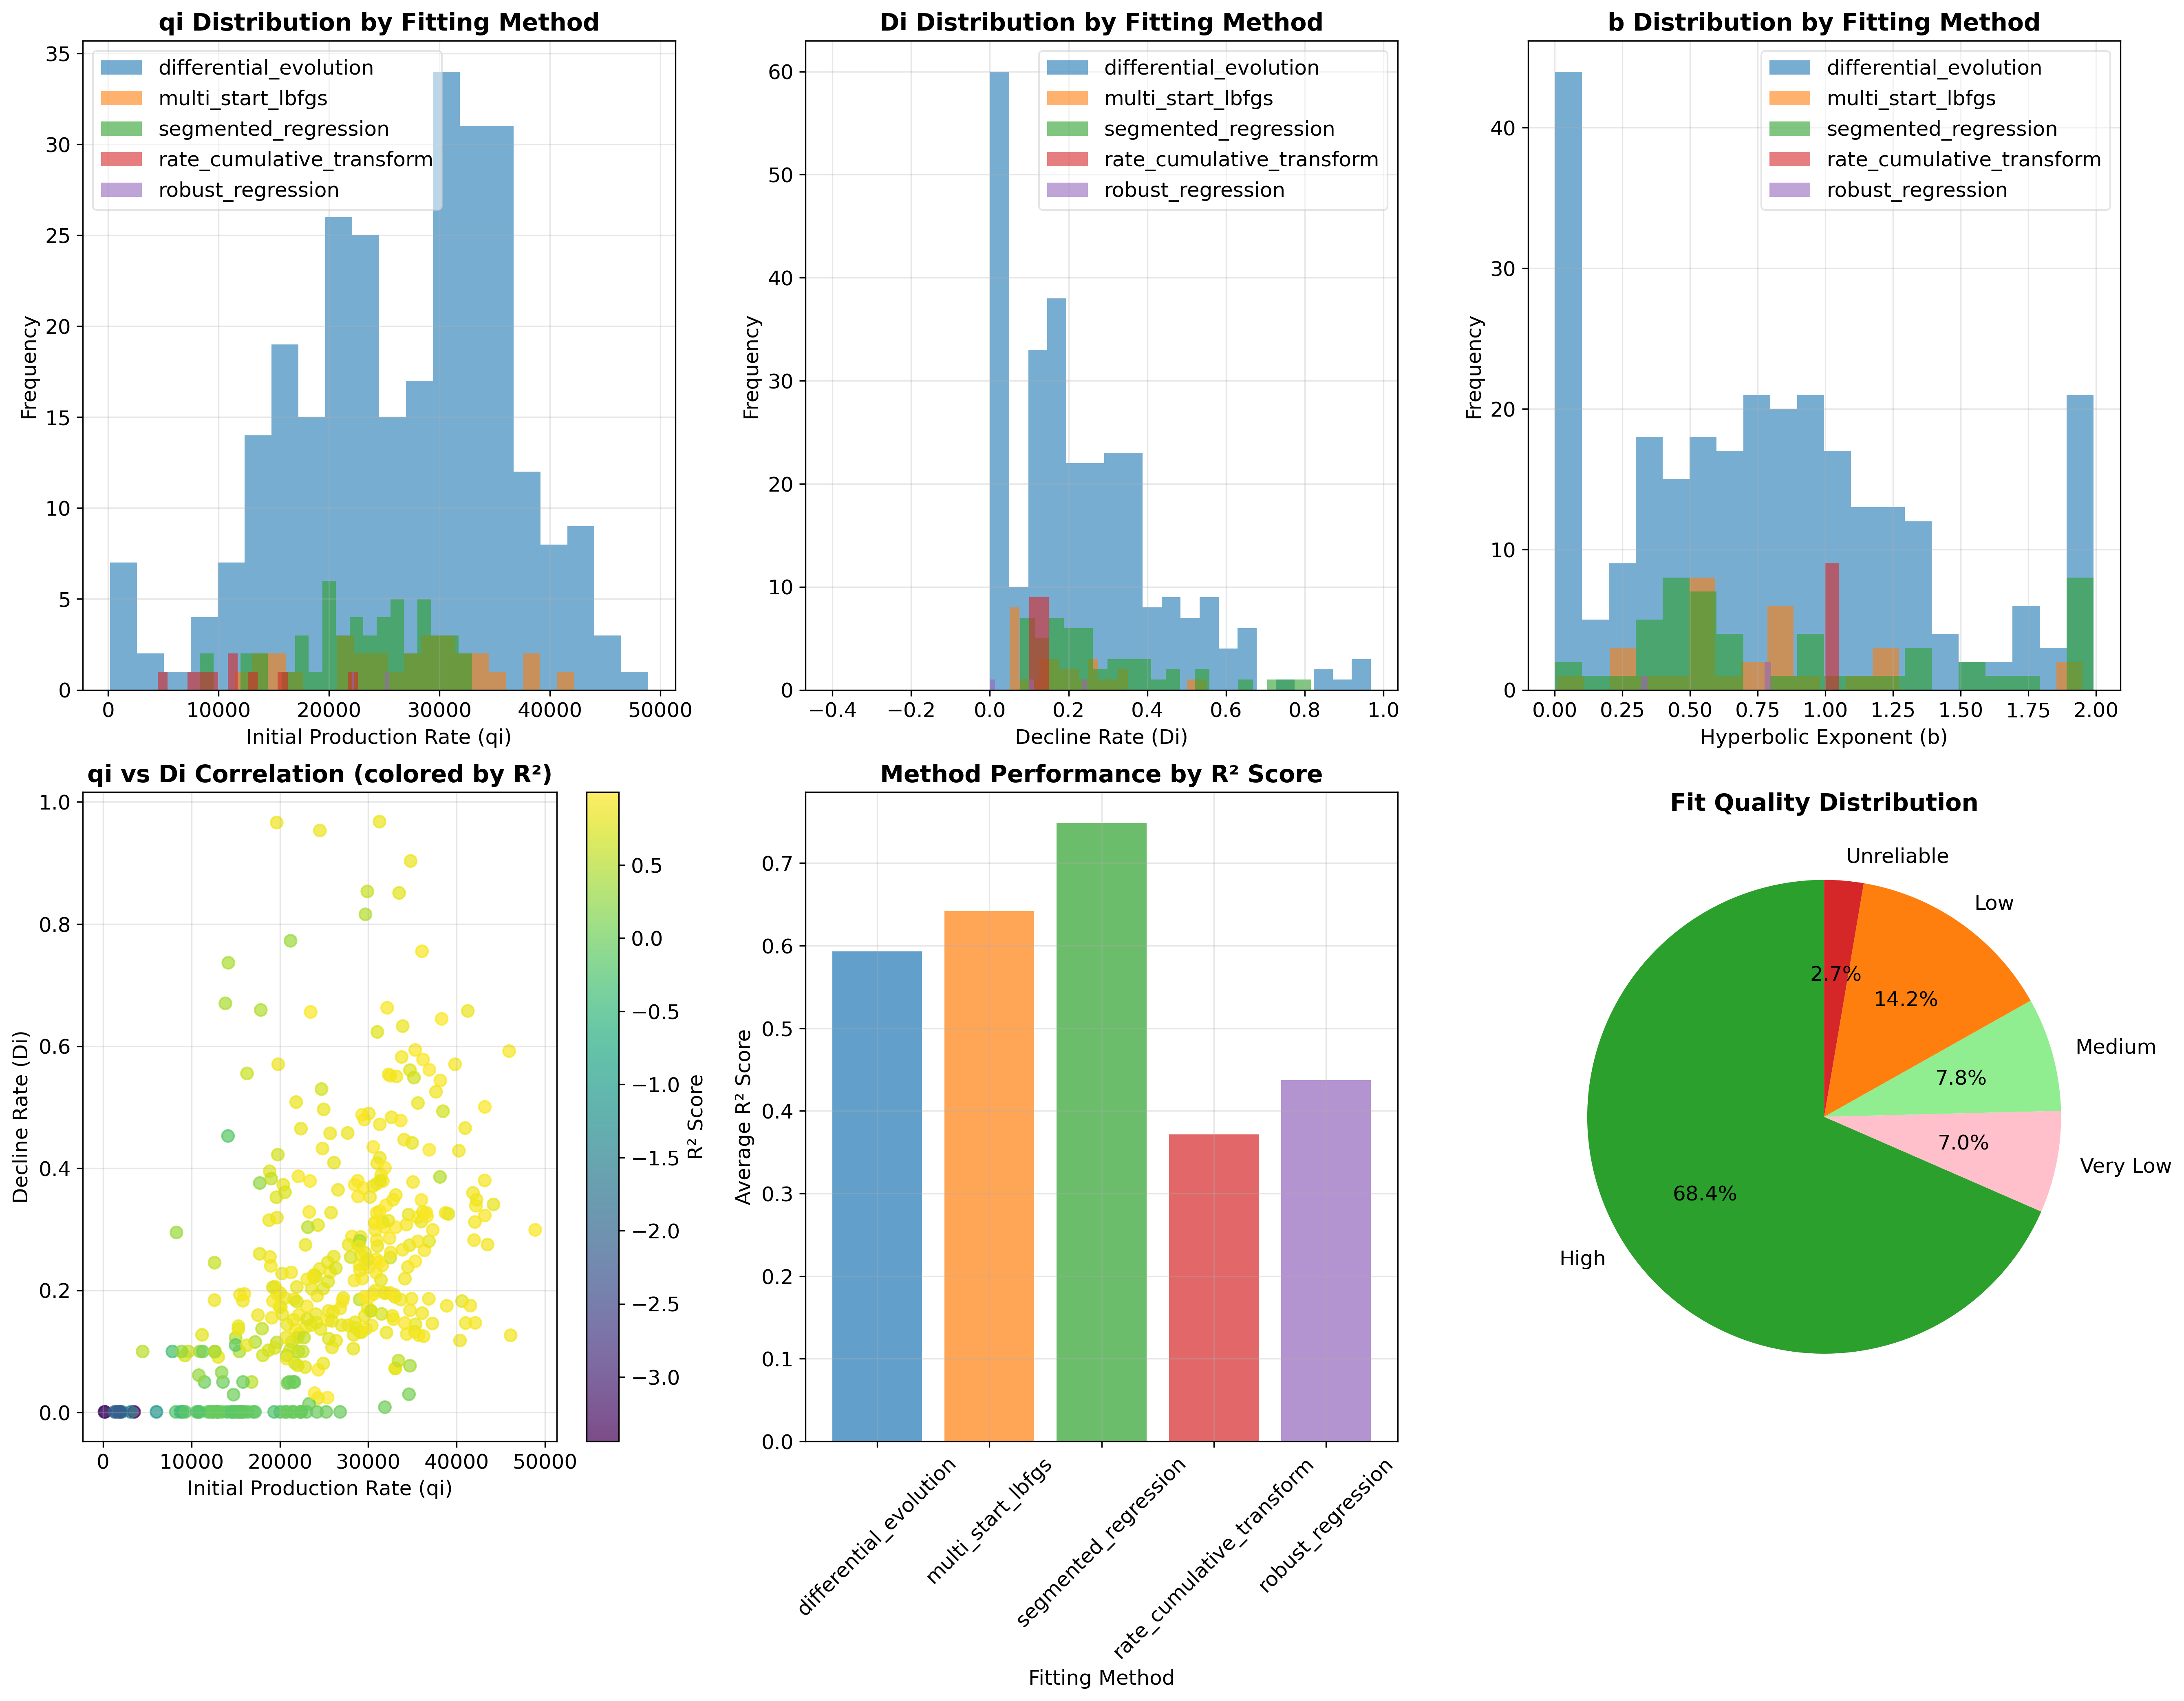 qi Distribution by Fitting Method
35
30
25
20
15
10
5
0
Frequency
differential_evolution
multi_start_lbfgs
segmented_regression
rate_cumulative_transform
robust_regression
0 10000 20000 30000 40000 50000
Initial Production Rate (qi)
Di Distribution by Fitting Method
60
50
40
30
20
10
0
Frequency
differential_evolution
multi_start_lbfgs
segmented_regression
rate_cumulative_transform
robust_regression
−0.4 −0.2 0.0 0.2 0.4 0.6 0.8 1.0
Decline Rate (Di)
b Distribution by Fitting Method
40
30
20
10
0
Frequency
differential_evolution
multi_start_lbfgs
segmented_regression
rate_cumulative_transform
robust_regression
0.00 0.25 0.50 0.75 1.00 1.25 1.50 1.75 2.00
Hyperbolic Exponent (b)
qi vs Di Correlation (colored by R²)
1.0
0.8
0.6
0.4
0.2
0.0
Decline Rate (Di)
0 10000 20000 30000 40000 50000
Initial Production Rate (qi)
0.5
0.0
−0.5
−1.0
−1.5
−2.0
−2.5
−3.0
R² Score
Method Performance by R² Score
0.7
0.6
0.5
0.4
0.3
0.2
0.1
0.0
Average R² Score
differential_evolution
multi_start_lbfgs
segmented_regression
rate_cumulative_transform
robust_regression
Fitting Method
Fit Quality Distribution
Unreliable
Low
Medium
Very Low
High
2.7%
14.2%
7.8%
7.0%
68.4%